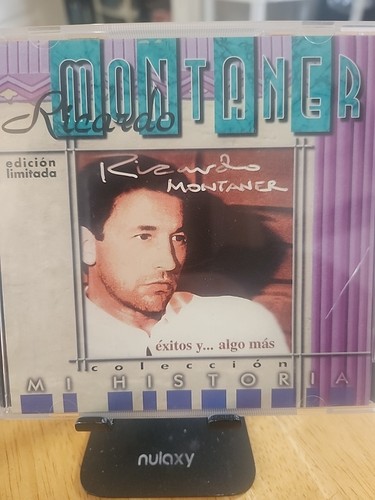 MONTANER
Ricardo
edición
limitada
Ricardo
MONTANER
éxitos y... algo más
colección
MI HISTORIA
nulaxy